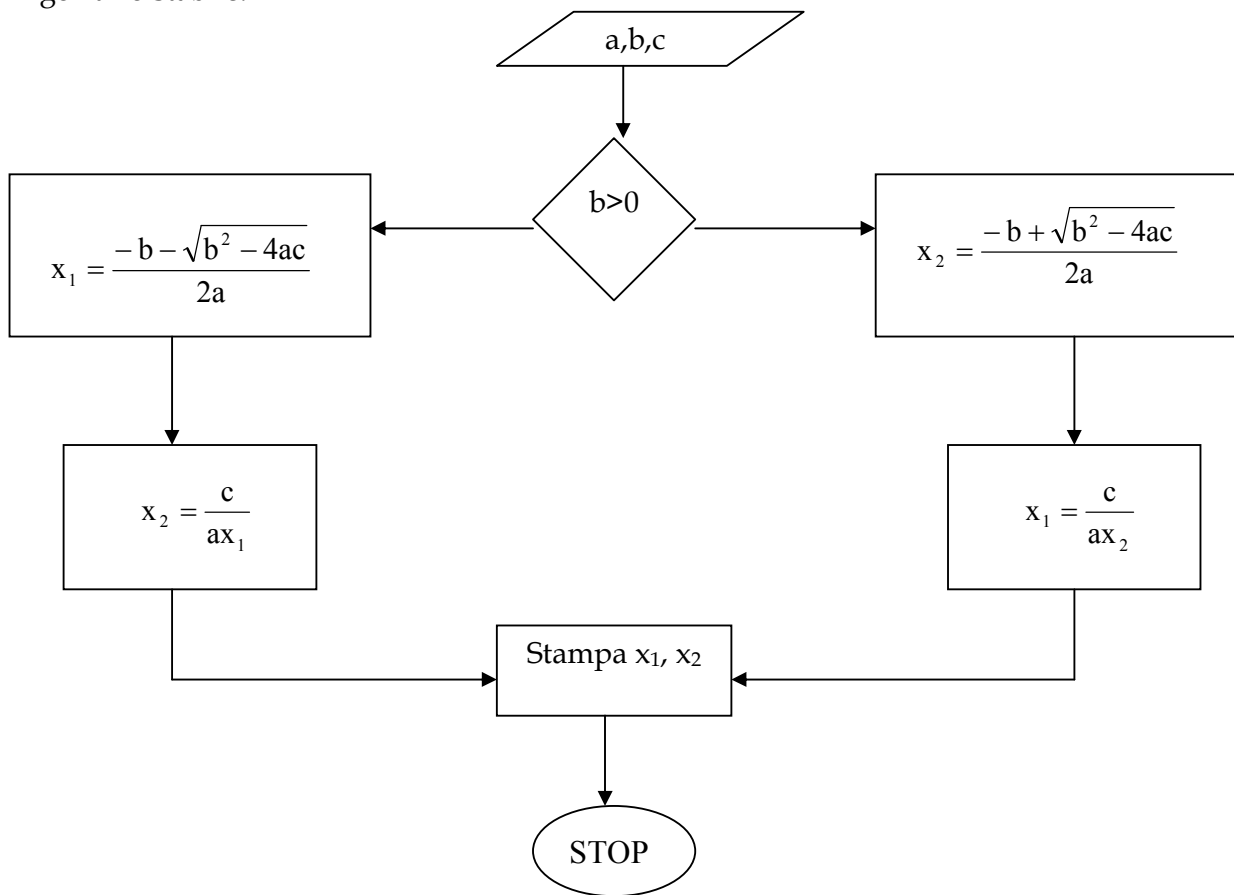 a,b,c
b>0
x₁ = (-b - √(b² - 4ac)) / 2a
x₂ = (-b + √(b² - 4ac)) / 2a
x₂ = c / ax₁
x₁ = c / ax₂
Stampa x₁, x₂
STOP